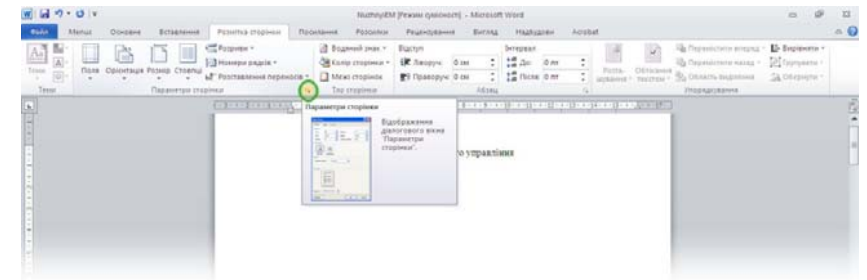 NuzhnyiEM [Режим сумісності] - Microsoft Word
Файл Меню Основне Вставлення Розмітка сторінки Посилання Розсилки Рецензування Вигляд Надбудови Acrobat
Розриви Водяний знак Відступ Інтервал Перемістити вперед Вирівняти
Номери рядків Колір сторінки Ліворуч: 0 см До: 0 пт Перемістити назад Групувати
Теми Поля Орієнтація Розмір Стовпці Розставлення переносів Межі сторінок Праворуч: 0 см Після: 0 пт Обтікання текстом Область виділення Обернути
Теми Параметри сторінки Тло сторінки Абзац Упорядкування
Параметри сторінки
Відображення
діалогового вікна
"Параметри
сторінки".
го управління